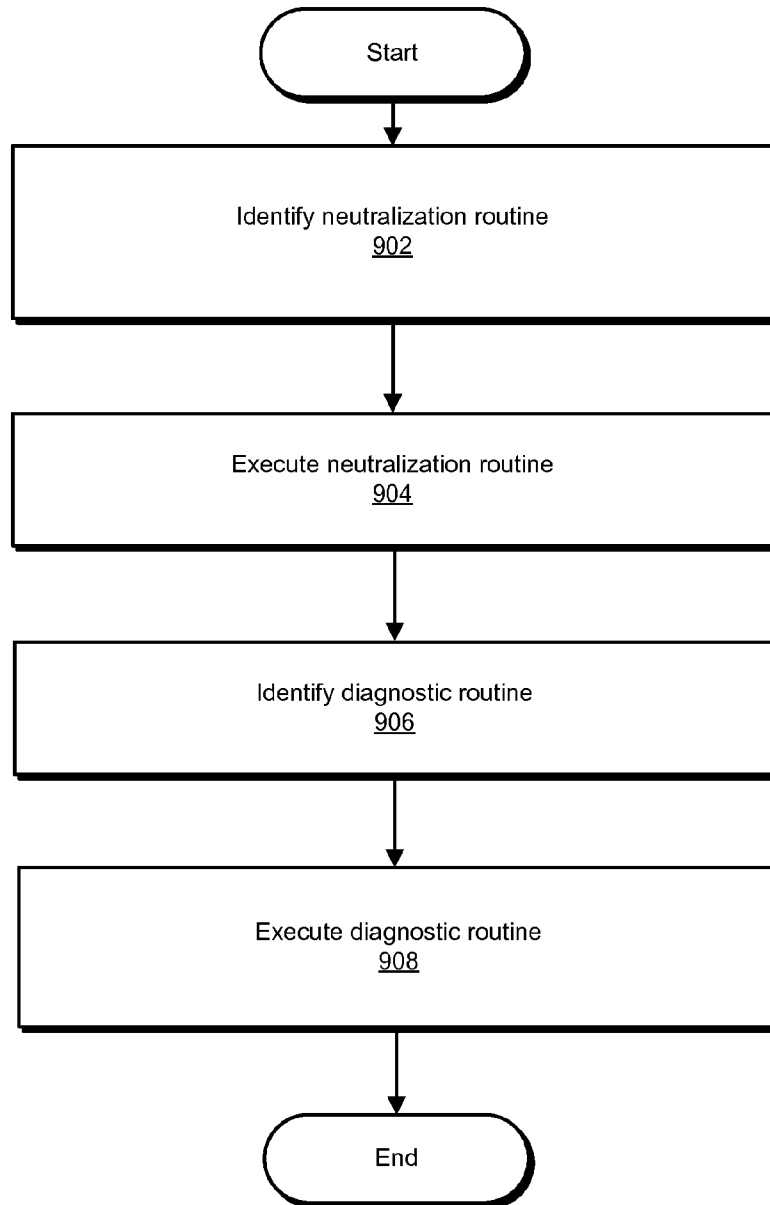 Start
Identify neutralization routine
902
Execute neutralization routine
904
Identify diagnostic routine
906
Execute diagnostic routine
908
End